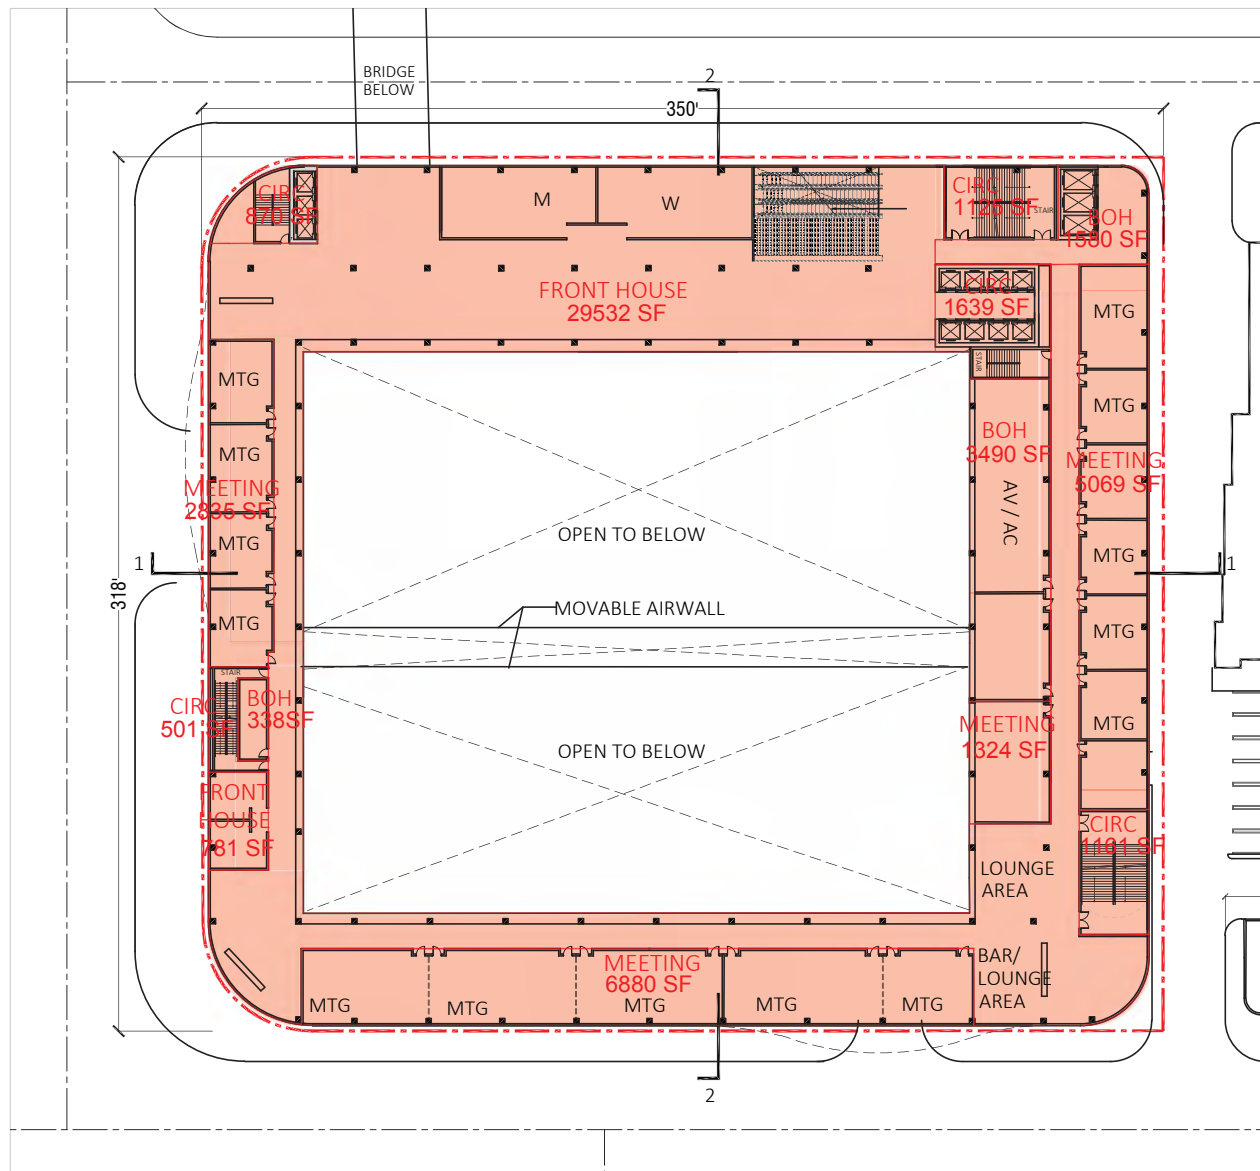 BRIDGE
BELOW
2
350'
CIRC
870 SF
M
W
CIRC
1126 SF
STAIR
BOH
1580 SF
FRONT HOUSE
29532 SF
CIRC
1639 SF
MTG
STAIR
MTG
MTG
BOH
3490 SF
MTG
MEETING
2835 SF
MEETING
5069 SF
AV / AC
OPEN TO BELOW
MTG
MTG
1
1
318'
MOVABLE AIRWALL
MTG
MTG
STAIR
CIRC
501 SF
BOH
338SF
MEETING
1324 SF
MTG
OPEN TO BELOW
FRONT
HOUSE
781 SF
CIRC
1161 SF
LOUNGE
AREA
MEETING
6880 SF
BAR/
LOUNGE
AREA
MTG
MTG
MTG
MTG
MTG
2